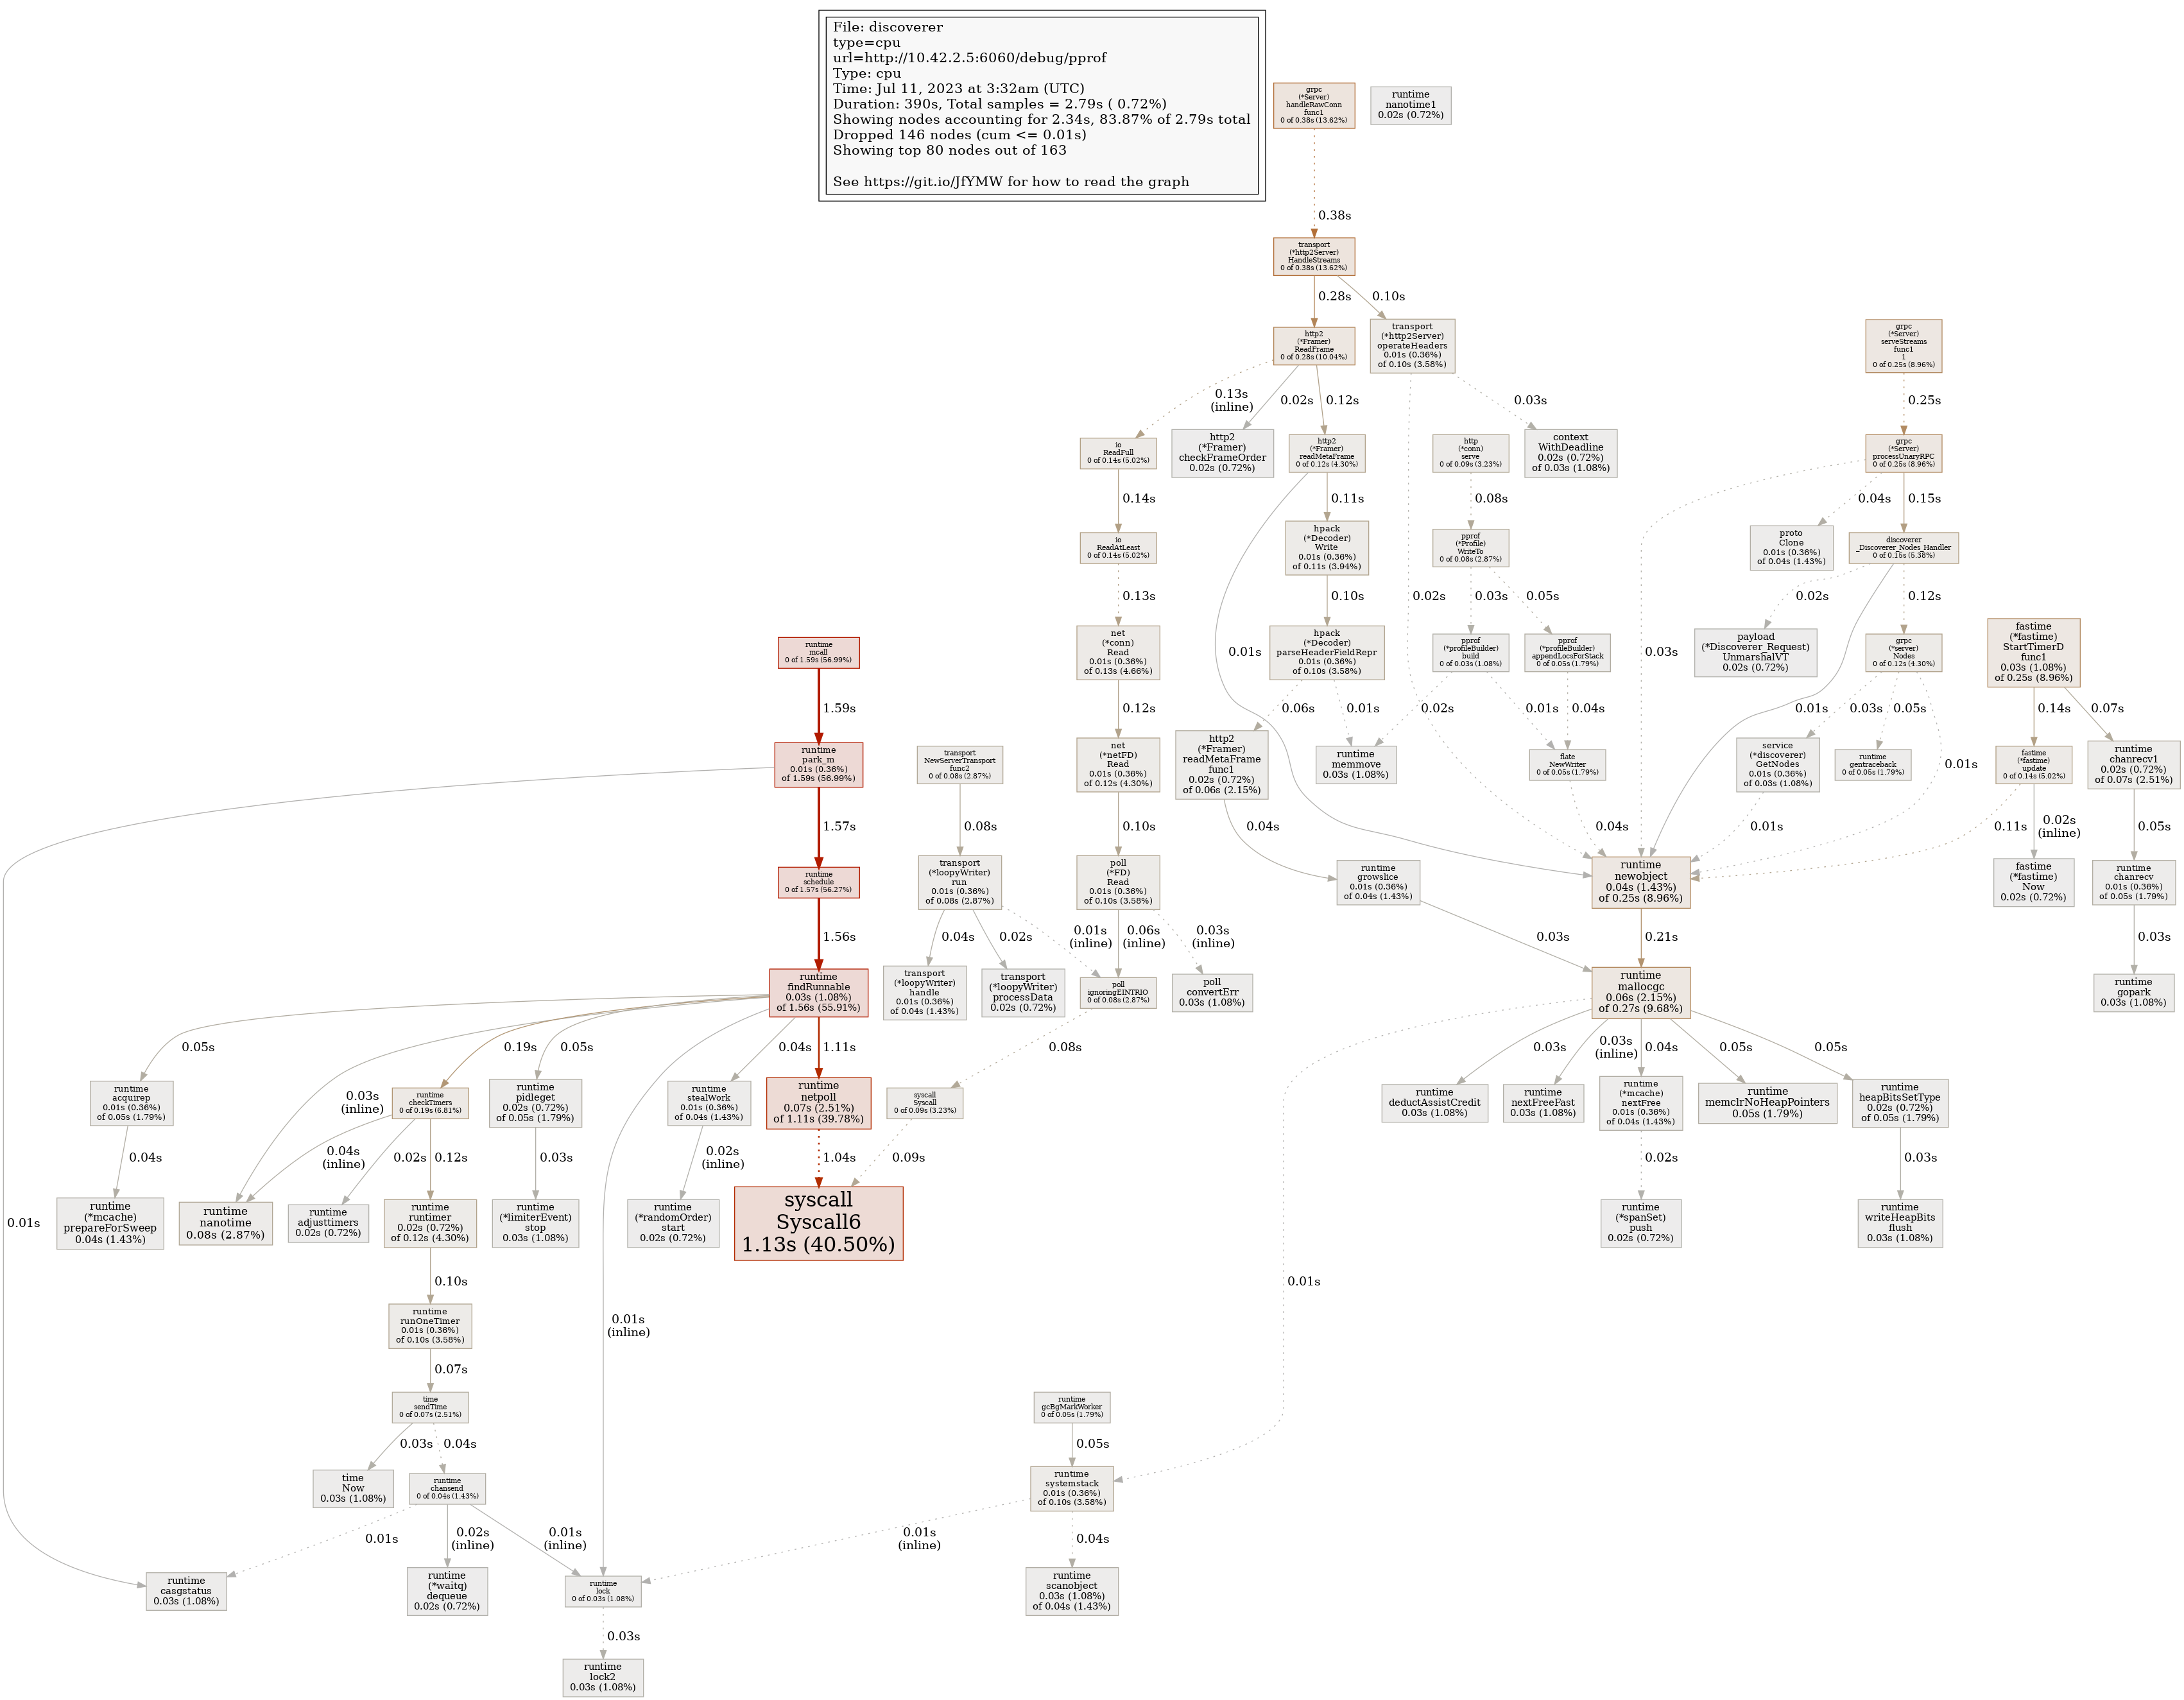 File: discoverer
type=cpu
url=http://10.42.2.5:6060/debug/pprof
Type: cpu
Time: Jul 11, 2023 at 3:32am (UTC)
Duration: 390s, Total samples = 2.79s ( 0.72%)
Showing nodes accounting for 2.34s, 83.87% of 2.79s total
Dropped 146 nodes (cum <= 0.01s)
Showing top 80 nodes out of 163
See https://git.io/JfYMW for how to read the graph
grpc
(*Server)
handleRawConn
func1
0 of 0.38s (13.62%)
runtime
nanotime1
0.02s (0.72%)
0.38s
transport
(*http2Server)
HandleStreams
0 of 0.38s (13.62%)
0.28s
0.10s
http2
(*Framer)
ReadFrame
0 of 0.28s (10.04%)
transport
(*http2Server)
operateHeaders
0.01s (0.36%)
of 0.10s (3.58%)
grpc
(*Server)
serveStreams
func1
1
0 of 0.25s (8.96%)
0.13s
(inline)
0.02s
0.12s
0.03s
0.25s
io
ReadFull
0 of 0.14s (5.02%)
http2
(*Framer)
checkFrameOrder
0.02s (0.72%)
http2
(*Framer)
readMetaFrame
0 of 0.12s (4.30%)
http
(*conn)
serve
0 of 0.09s (3.23%)
context
WithDeadline
0.02s (0.72%)
of 0.03s (1.08%)
grpc
(*Server)
processUnaryRPC
0 of 0.25s (8.96%)
0.14s
0.11s
0.08s
0.04s
0.15s
io
ReadAtLeast
0 of 0.14s (5.02%)
hpack
(*Decoder)
Write
0.01s (0.36%)
of 0.11s (3.94%)
pprof
(*Profile)
WriteTo
0 of 0.08s (2.87%)
proto
Clone
0.01s (0.36%)
of 0.04s (1.43%)
discoverer
_Discoverer_Nodes_Handler
0 of 0.15s (5.38%)
0.13s
0.10s
0.02s
0.03s
0.05s
0.02s
0.12s
runtime
mcall
0 of 1.59s (56.99%)
net
(*conn)
Read
0.01s (0.36%)
of 0.13s (4.66%)
0.01s
hpack
(*Decoder)
parseHeaderFieldRepr
0.01s (0.36%)
of 0.10s (3.58%)
pprof
(*profileBuilder)
build
0 of 0.03s (1.08%)
pprof
(*profileBuilder)
appendLocsForStack
0 of 0.05s (1.79%)
0.03s
payload
(*Discoverer_Request)
UnmarshalVT
0.02s (0.72%)
grpc
(*server)
Nodes
0 of 0.12s (4.30%)
fastime
(*fastime)
StartTimerD
func1
0.03s (1.08%)
of 0.25s (8.96%)
1.59s
0.12s
0.06s
0.01s
0.02s
0.01s
0.04s
0.01s
0.03s
0.05s
0.14s
0.07s
runtime
park_m
0.01s (0.36%)
of 1.59s (56.99%)
transport
NewServerTransport
func2
0 of 0.08s (2.87%)
net
(*netFD)
Read
0.01s (0.36%)
of 0.12s (4.30%)
http2
(*Framer)
readMetaFrame
func1
0.02s (0.72%)
of 0.06s (2.15%)
runtime
memmove
0.03s (1.08%)
flate
NewWriter
0 of 0.05s (1.79%)
service
(*discoverer)
GetNodes
0.01s (0.36%)
of 0.03s (1.08%)
runtime
gentraceback
0 of 0.05s (1.79%)
0.01s
fastime
(*fastime)
update
0 of 0.14s (5.02%)
runtime
chanrecv1
0.02s (0.72%)
of 0.07s (2.51%)
1.57s
0.08s
0.10s
0.04s
0.04s
0.01s
0.11s
0.02s
(inline)
0.05s
runtime
schedule
0 of 1.57s (56.27%)
transport
(*loopyWriter)
run
0.01s (0.36%)
of 0.08s (2.87%)
poll
(*FD)
Read
0.01s (0.36%)
of 0.10s (3.58%)
runtime
growslice
0.01s (0.36%)
of 0.04s (1.43%)
runtime
newobject
0.04s (1.43%)
of 0.25s (8.96%)
fastime
(*fastime)
Now
0.02s (0.72%)
runtime
chanrecv
0.01s (0.36%)
of 0.05s (1.79%)
1.56s
0.04s
0.02s
0.01s
(inline)
0.06s
(inline)
0.03s
(inline)
0.03s
0.21s
0.03s
runtime
findRunnable
0.03s (1.08%)
of 1.56s (55.91%)
transport
(*loopyWriter)
handle
0.01s (0.36%)
of 0.04s (1.43%)
transport
(*loopyWriter)
processData
0.02s (0.72%)
poll
ignoringEINTRIO
0 of 0.08s (2.87%)
poll
convertErr
0.03s (1.08%)
runtime
mallocgc
0.06s (2.15%)
of 0.27s (9.68%)
runtime
gopark
0.03s (1.08%)
0.05s
0.03s
(inline)
0.19s
0.05s
0.04s
1.11s
0.08s
0.03s
0.03s
(inline)
0.04s
0.05s
0.05s
runtime
acquirep
0.01s (0.36%)
of 0.05s (1.79%)
runtime
checkTimers
0 of 0.19s (6.81%)
runtime
pidleget
0.02s (0.72%)
of 0.05s (1.79%)
runtime
stealWork
0.01s (0.36%)
of 0.04s (1.43%)
runtime
netpoll
0.07s (2.51%)
of 1.11s (39.78%)
syscall
Syscall
0 of 0.09s (3.23%)
runtime
deductAssistCredit
0.03s (1.08%)
runtime
nextFreeFast
0.03s (1.08%)
runtime
(*mcache)
nextFree
0.01s (0.36%)
of 0.04s (1.43%)
runtime
memclrNoHeapPointers
0.05s (1.79%)
runtime
heapBitsSetType
0.02s (0.72%)
of 0.05s (1.79%)
0.04s
0.04s
(inline)
0.02s
0.12s
0.03s
0.02s
(inline)
1.04s
0.09s
0.02s
0.03s
0.01s
runtime
(*mcache)
prepareForSweep
0.04s (1.43%)
runtime
nanotime
0.08s (2.87%)
runtime
adjusttimers
0.02s (0.72%)
runtime
runtimer
0.02s (0.72%)
of 0.12s (4.30%)
runtime
(*limiterEvent)
stop
0.03s (1.08%)
runtime
(*randomOrder)
start
0.02s (0.72%)
syscall
Syscall6
1.13s (40.50%)
runtime
(*spanSet)
push
0.02s (0.72%)
runtime
writeHeapBits
flush
0.03s (1.08%)
0.10s
0.01s
(inline)
0.01s
runtime
runOneTimer
0.01s (0.36%)
of 0.10s (3.58%)
0.07s
time
sendTime
0 of 0.07s (2.51%)
runtime
gcBgMarkWorker
0 of 0.05s (1.79%)
0.03s
0.04s
0.05s
time
Now
0.03s (1.08%)
runtime
chansend
0 of 0.04s (1.43%)
runtime
systemstack
0.01s (0.36%)
of 0.10s (3.58%)
0.01s
0.02s
(inline)
0.01s
(inline)
0.01s
(inline)
0.04s
runtime
casgstatus
0.03s (1.08%)
runtime
(*waitq)
dequeue
0.02s (0.72%)
runtime
lock
0 of 0.03s (1.08%)
runtime
scanobject
0.03s (1.08%)
of 0.04s (1.43%)
0.03s
runtime
lock2
0.03s (1.08%)